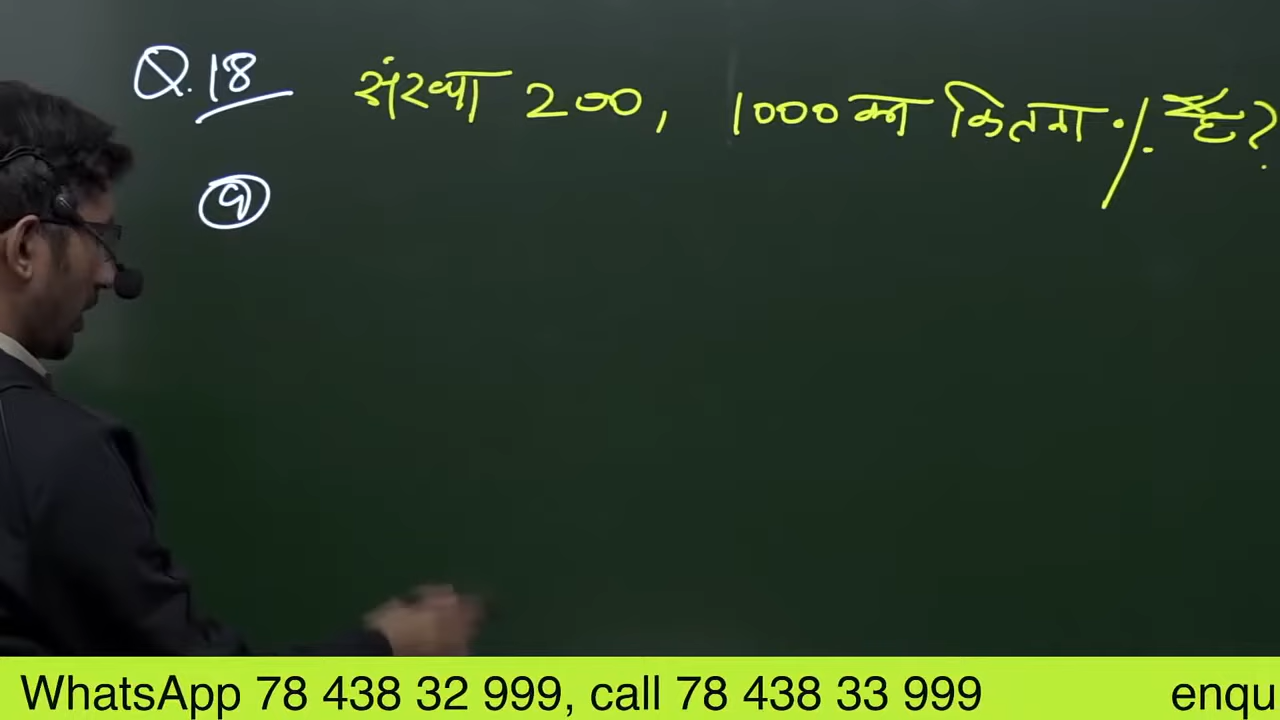 Q.18 संख्या 200, 1000 का कितना % है?
a
WhatsApp 78 438 32 999, call 78 438 33 999 enqu